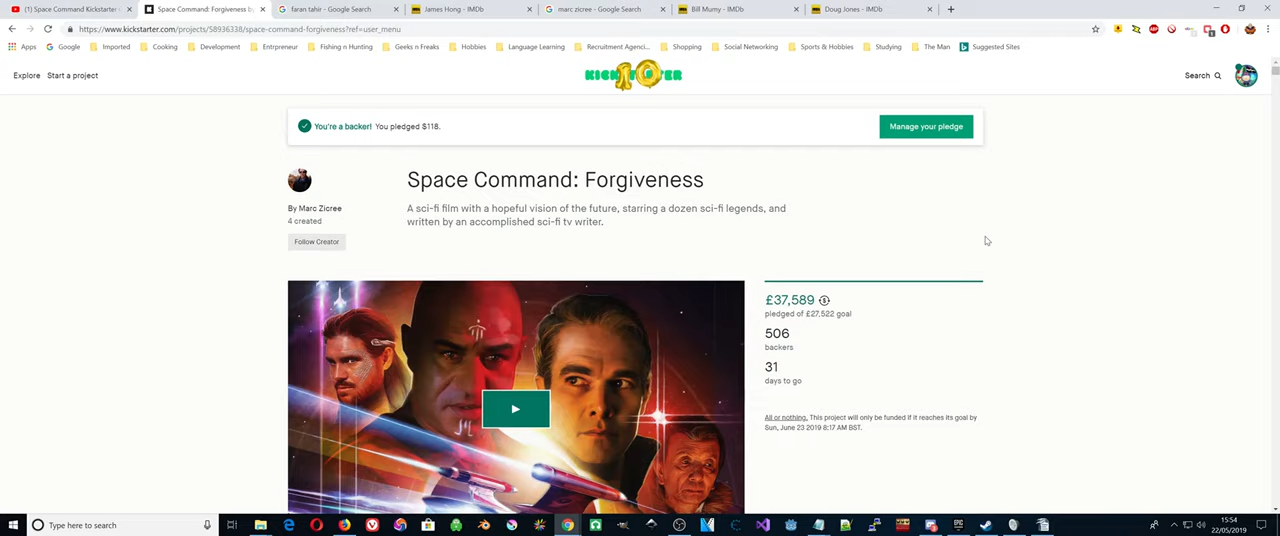 (1) Space Command Kickstarter
Space Command: Forgiveness by
faran tahir - Google Search
James Hong - IMDb
marc zicree - Google Search
Bill Mumy - IMDb
Doug Jones - IMDb
https://www.kickstarter.com/projects/58936338/space-command-forgiveness?ref=user_menu
Apps Google Imported Cooking Development Entrpreneur Fishing n Hunting Geeks n Freaks Hobbies Language Learning Recruitment Agenci... Shopping Social Networking Sports & Hobbies Studying The Man Suggested Sites
Explore Start a project
KICKSTARTER 10
Search
You're a backer! You pledged $118.
Manage your pledge
Space Command: Forgiveness
A sci-fi film with a hopeful vision of the future, starring a dozen sci-fi legends, and
written by an accomplished sci-fi tv writer.
By Marc Zicree
4 created
Follow Creator
£37,589
pledged of £27,522 goal
506
backers
31
days to go
All or nothing. This project will only be funded if it reaches its goal by
Sun, June 23 2019 8:17 AM BST.
Type here to search
15:54
22/05/2019